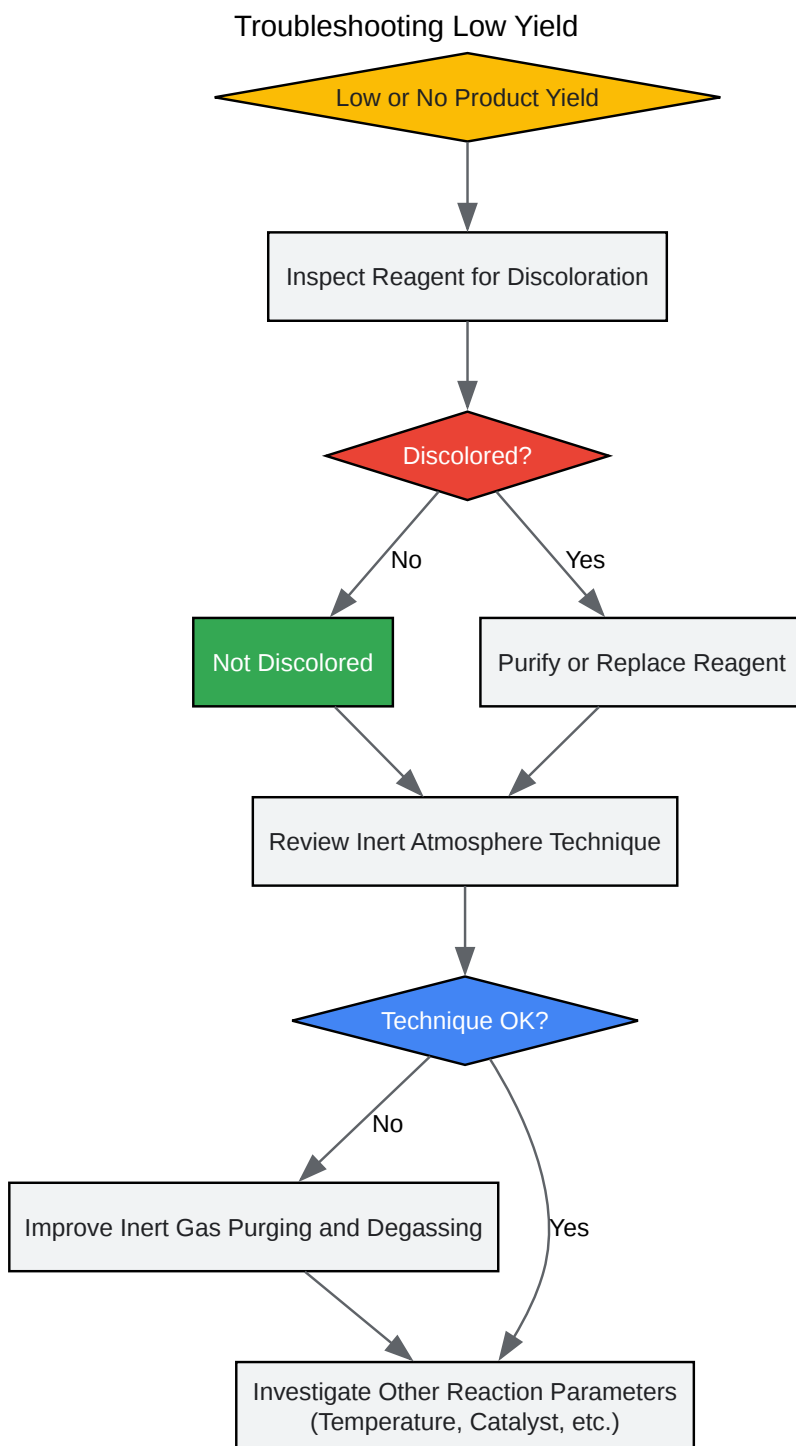 Troubleshooting Low Yield
Low or No Product Yield
Inspect Reagent for Discoloration
Discolored?
No
Yes
Not Discolored
Purify or Replace Reagent
Review Inert Atmosphere Technique
Technique OK?
No
Improve Inert Gas Purging and Degassing
Yes
Investigate Other Reaction Parameters
(Temperature, Catalyst, etc.)